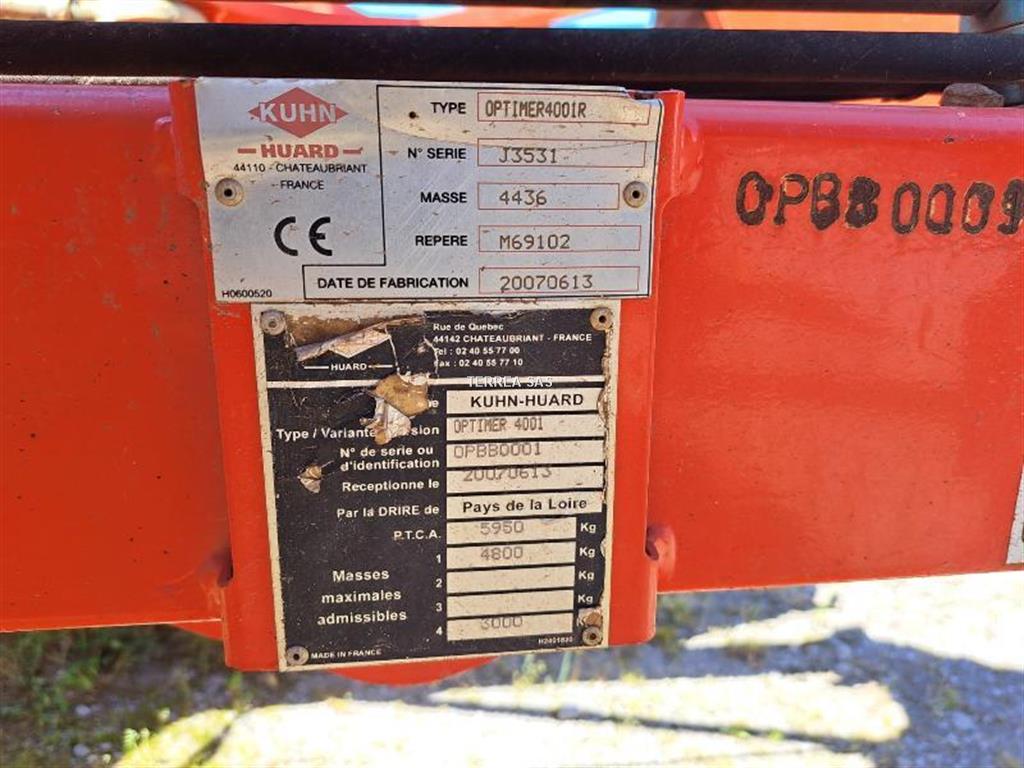 KUHN
HUARD
44110 - CHATEAUBRIANT
- FRANCE
CE
H0600520
TYPE OPTIMER4001R
N° SERIE J3531
MASSE 4436
REPERE M69102
DATE DE FABRICATION 20070613
OPBB0001
HUARD
Rue de Quebec
44142 CHATEAUBRIANT - FRANCE
Tel : 02 40 55 77 00
Fax : 02 40 55 77 10
TERREA SAS
KUHN-HUARD
Type / Variante OPTIMER 4001
N° de serie ou
d'identification OPBB0001
Receptionne le 20070613
Par la DRIRE de Pays de la Loire
P.T.C.A. 5950 Kg
Masses
maximales
admissibles
1 4800 Kg
2 Kg
3 Kg
4 3000
MADE IN FRANCE
H2401820